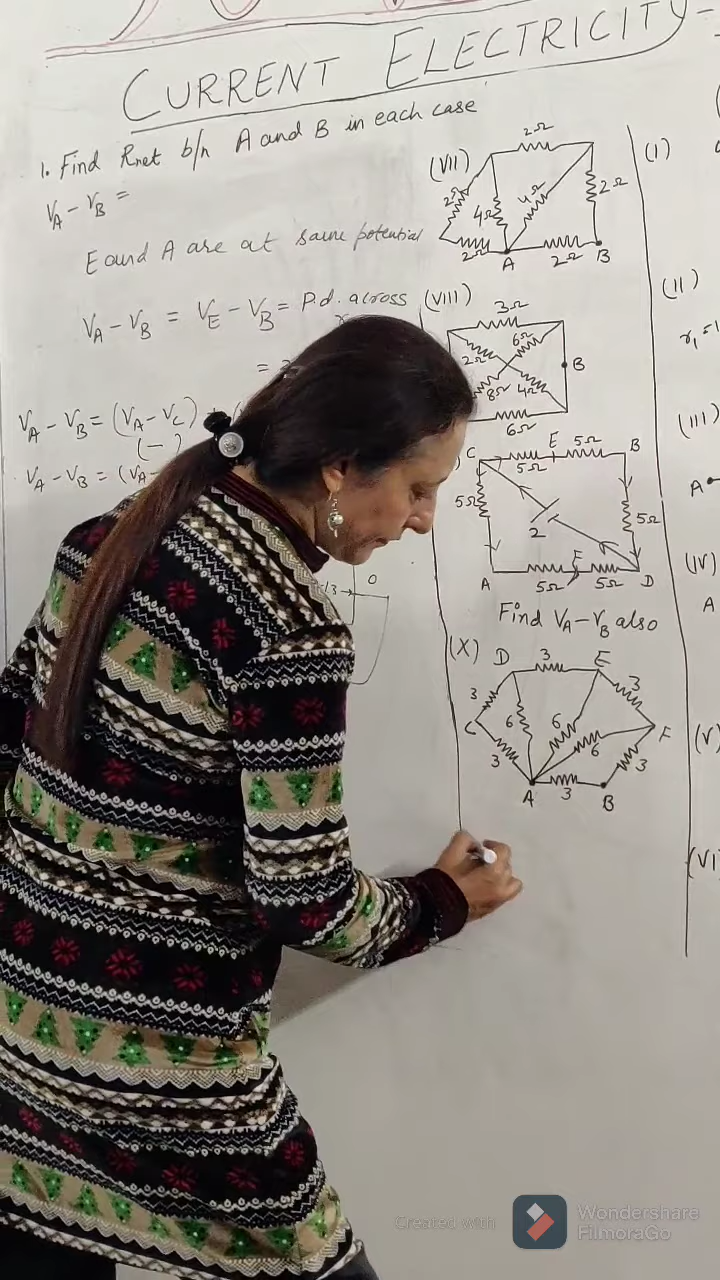 CURRENT ELECTRICITY
1. Find Rnet b/n A and B in each case
VA - VB =
E and A are at same potential
VA - VB = VE - VB = P.d. across
=
VA - VB = (VA - VC)
(-)
VA - VB = (VA -
13 0
(VII)
2Ω
2Ω 4Ω 4Ω 2Ω
2Ω A 2Ω B
(VIII)
3Ω
2Ω 6Ω B
8Ω 4Ω
6Ω
) C 5Ω E 5Ω B
5Ω 2 5Ω
A 5Ω F 5Ω D
Find VA - VB also
(X) D 3 E
3 6 6 3
C 3 6 F
A 3 B 3
(I)
(II)
r1 =
(III)
A
(IV)
A
(V)
(VI)
Created with Wondershare FilmoraGo